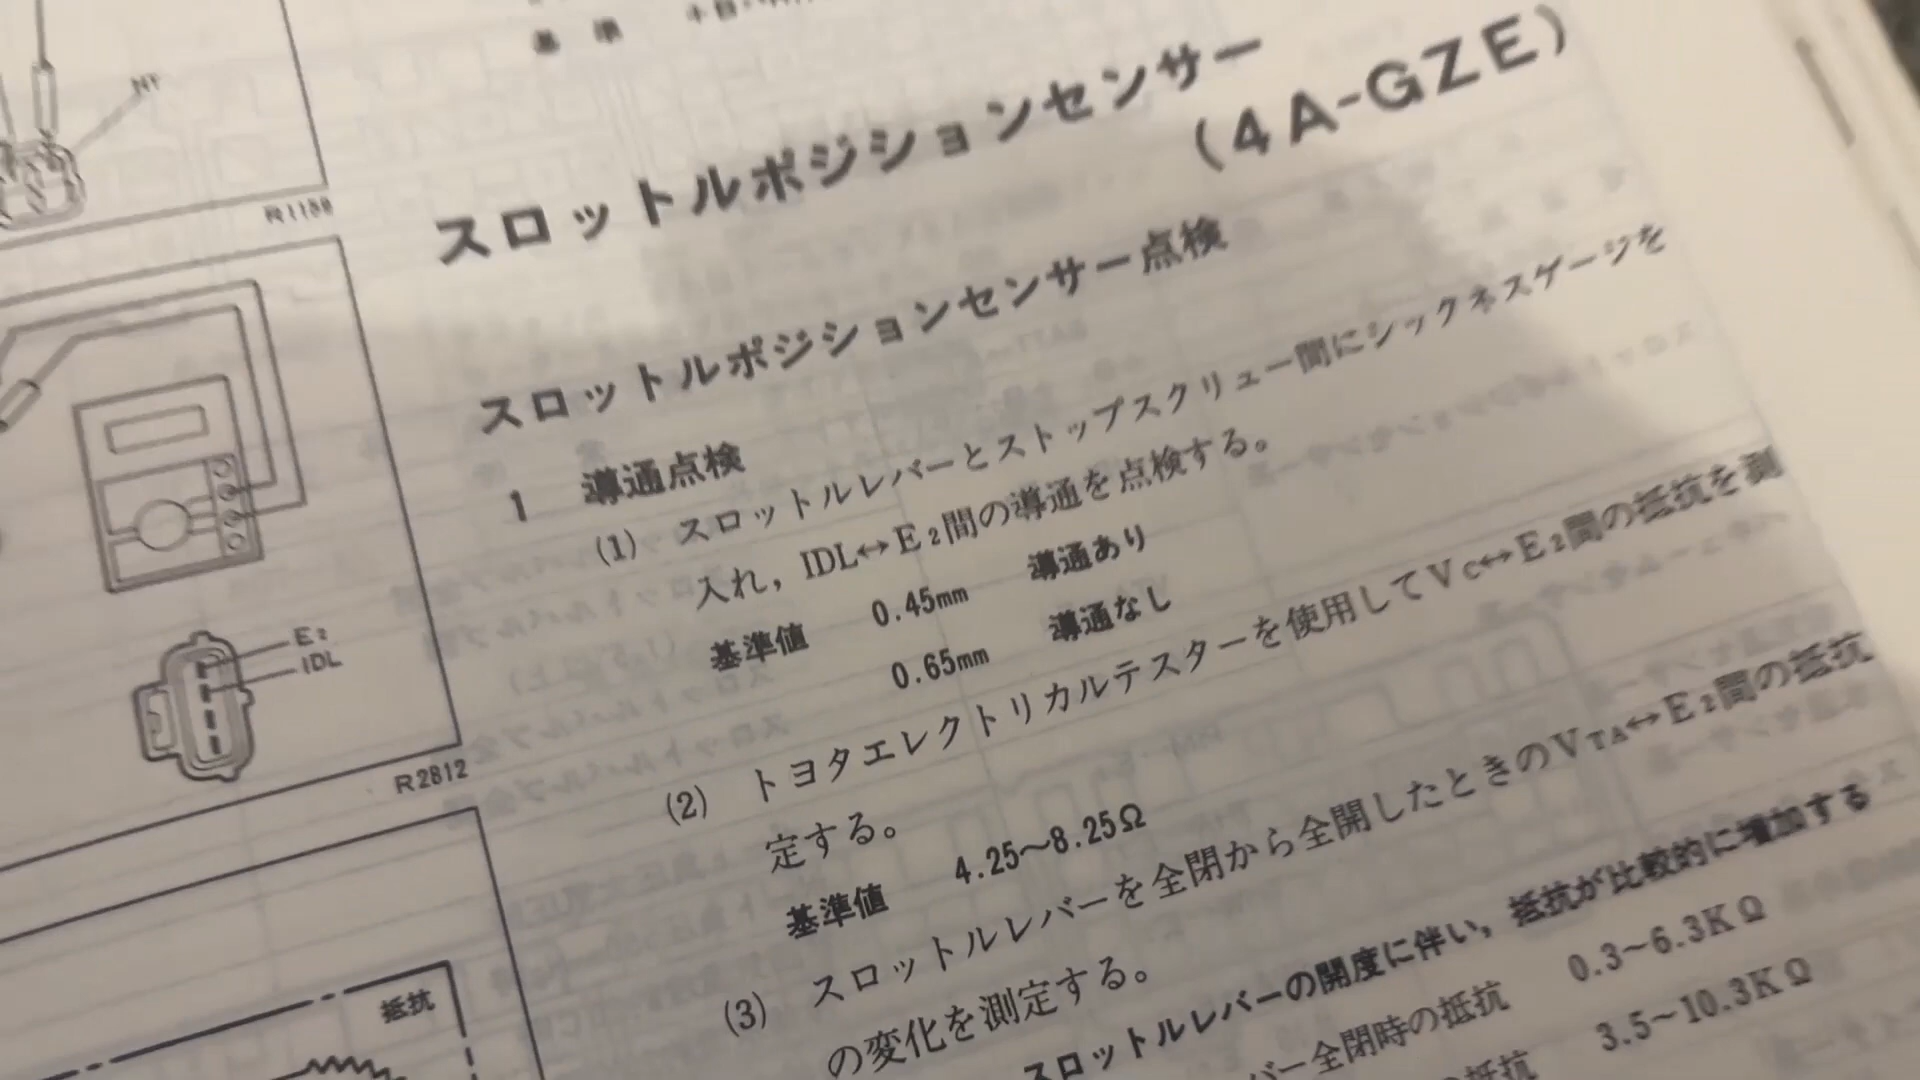 基準
NT
R1158
スロットルポジションセンサー
(4A-GZE)
スロットルポジションセンサー点検
1 導通点検
(1) スロットルレバーとストップスクリュー間にシックネスゲージを
入れ，IDL↔E₂間の導通を点検する。
基準値 0.45mm 導通あり
0.65mm 導通なし
E₂
IDL
R2812
(2) トヨタエレクトリカルテスターを使用してVC↔E₂間の抵抗を測
定する。
基準値 4.25〜8.25Ω
(3) スロットルレバーを全閉から全開したときのVTA↔E₂間の抵抗
の変化を測定する。
スロットルレバーの開度に伴い，抵抗が比較的に増加する
バー全閉時の抵抗 0.3〜6.3KΩ
の抵抗 3.5〜10.3KΩ
抵抗